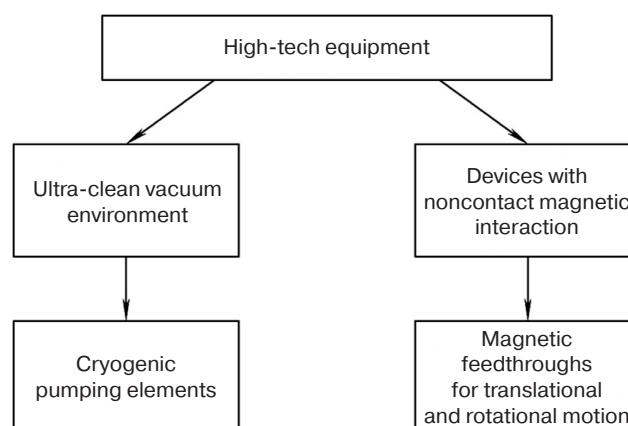 High-tech equipment
Ultra-clean vacuum
environment
Devices with
noncontact magnetic
interaction
Cryogenic
pumping elements
Magnetic
feedthroughs
for translational
and rotational motion